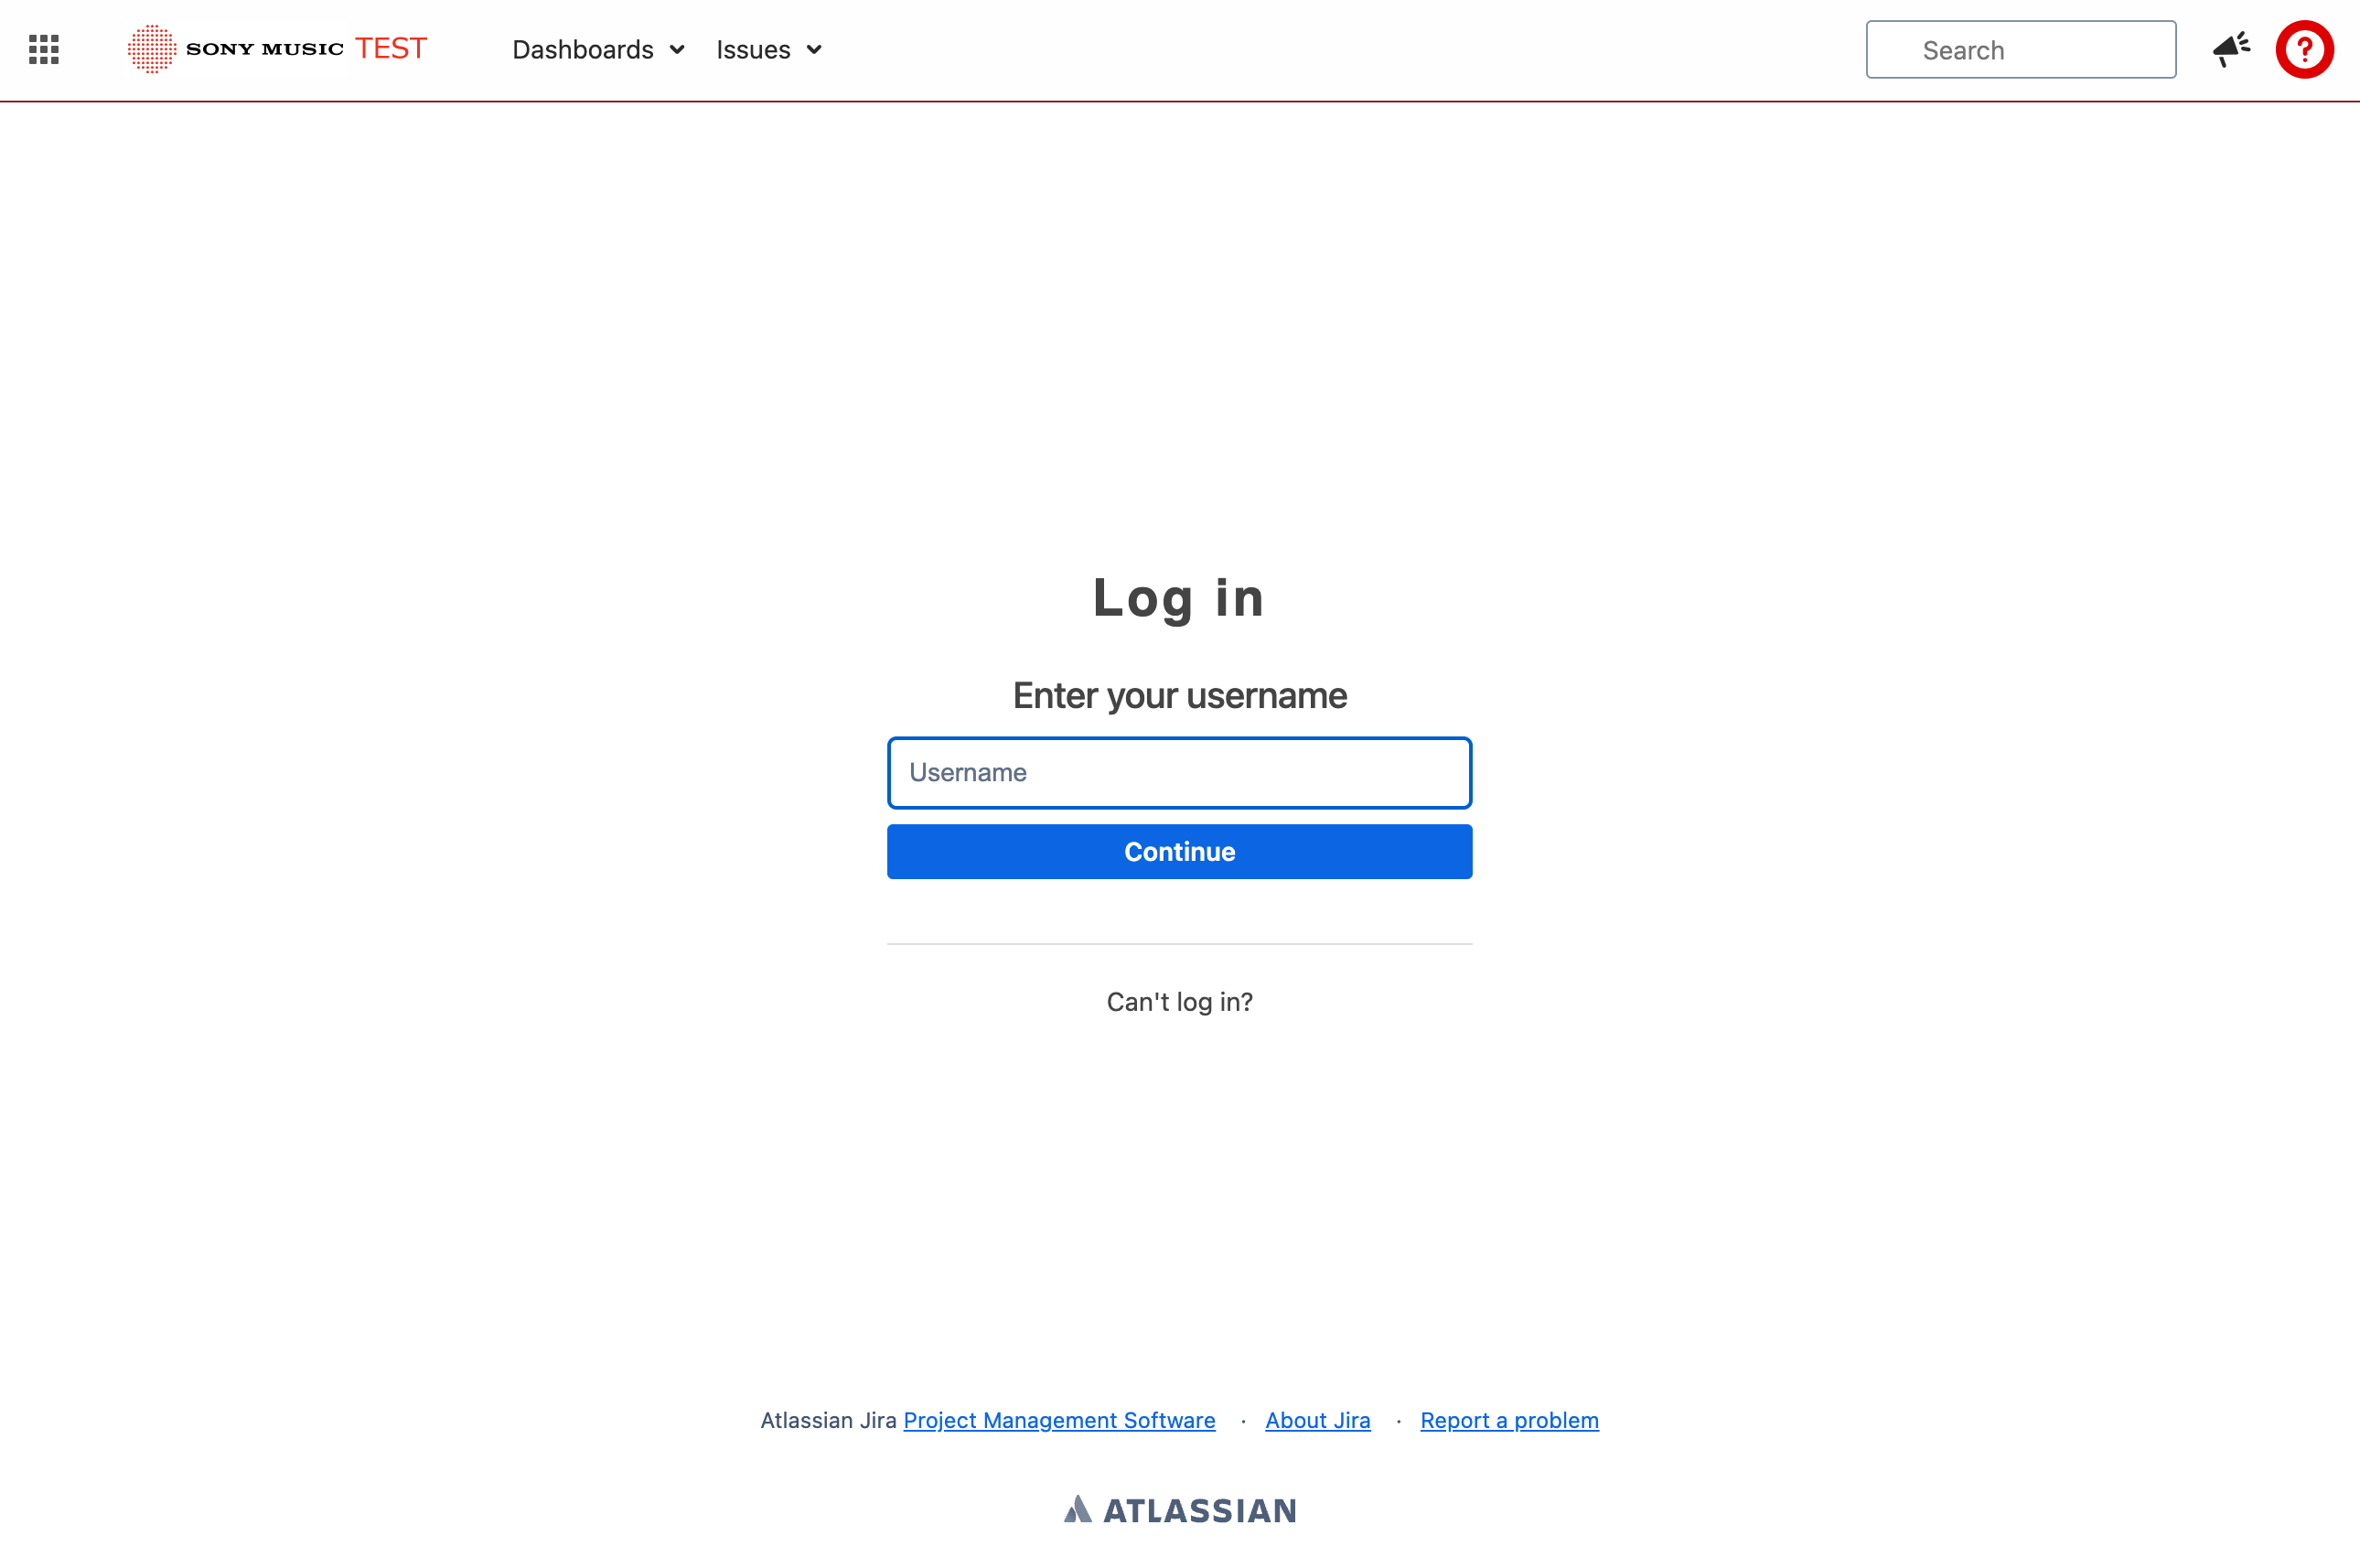 SONY MUSIC TEST
Dashboards
Issues
Search
Log in
Enter your username
Username
Continue
Can't log in?
Atlassian Jira Project Management Software · About Jira · Report a problem
ATLASSIAN